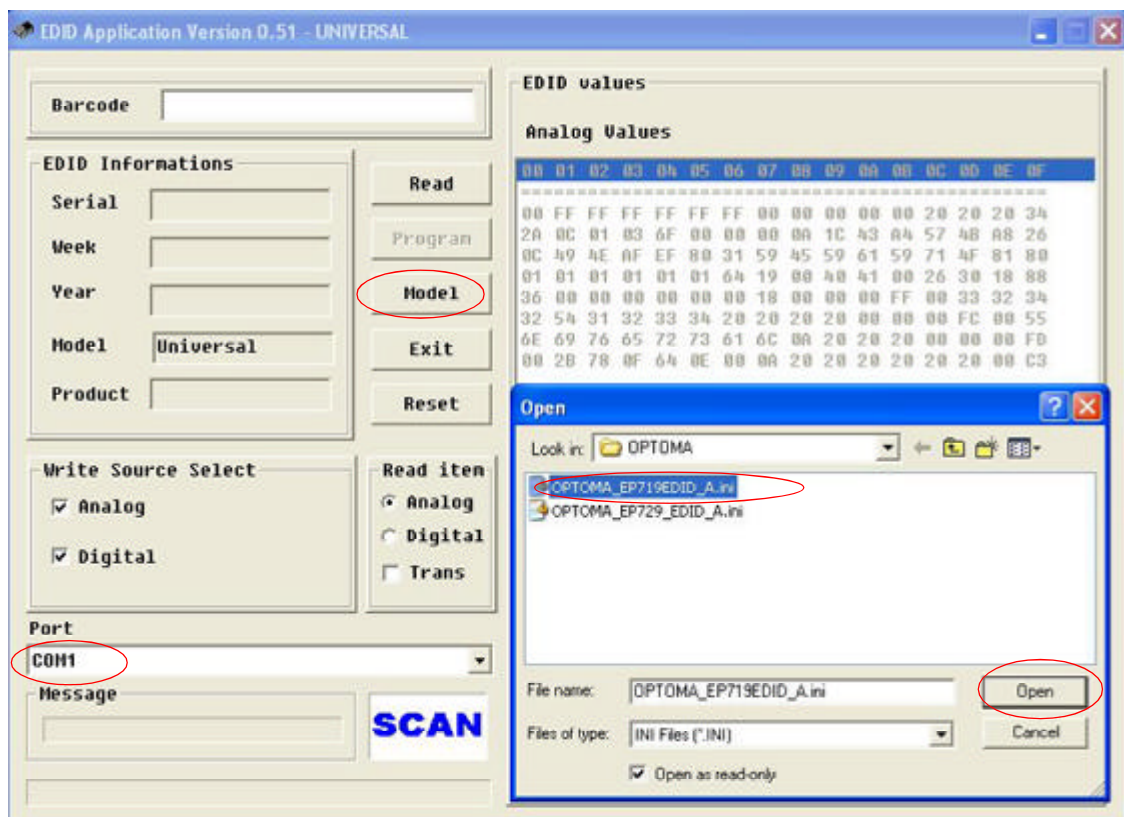 EDID Application Version 0.51 - UNIVERSAL
Barcode
EDID Informations
Serial
Week
Year
Model Universal
Product
Read
Program
Model
Exit
Reset
Write Source Select
Analog
Digital
Read item
Analog
Digital
Trans
Port
COM1
Message
SCAN
EDID values
Analog Values
00 01 02 03 04 05 06 07 08 09 0A 0B 0C 0D 0E 0F
===============================================
00 FF FF FF FF FF FF 00 00 00 00 00 20 20 20 34
2A 0C 01 03 6F 00 00 00 0A 1C 43 A4 57 4B A8 26
0C 49 4E AF EF 80 31 59 45 59 61 59 71 4F 81 80
01 01 01 01 01 01 64 19 00 40 41 00 26 30 18 88
36 00 00 00 00 00 00 18 00 00 00 FF 00 33 32 34
32 54 31 32 33 34 20 20 20 20 00 00 00 FC 00 55
6E 69 76 65 72 73 61 6C 0A 20 20 20 00 00 00 FD
00 2B 78 0F 64 0E 00 0A 20 20 20 20 20 20 00 C3
Open
Look in: OPTOMA
OPTOMA_EP719EDID_A.ini
OPTOMA_EP729_EDID_A.ini
File name: OPTOMA_EP719EDID_A.ini
Open
Files of type: INI Files (*.INI)
Cancel
Open as read-only